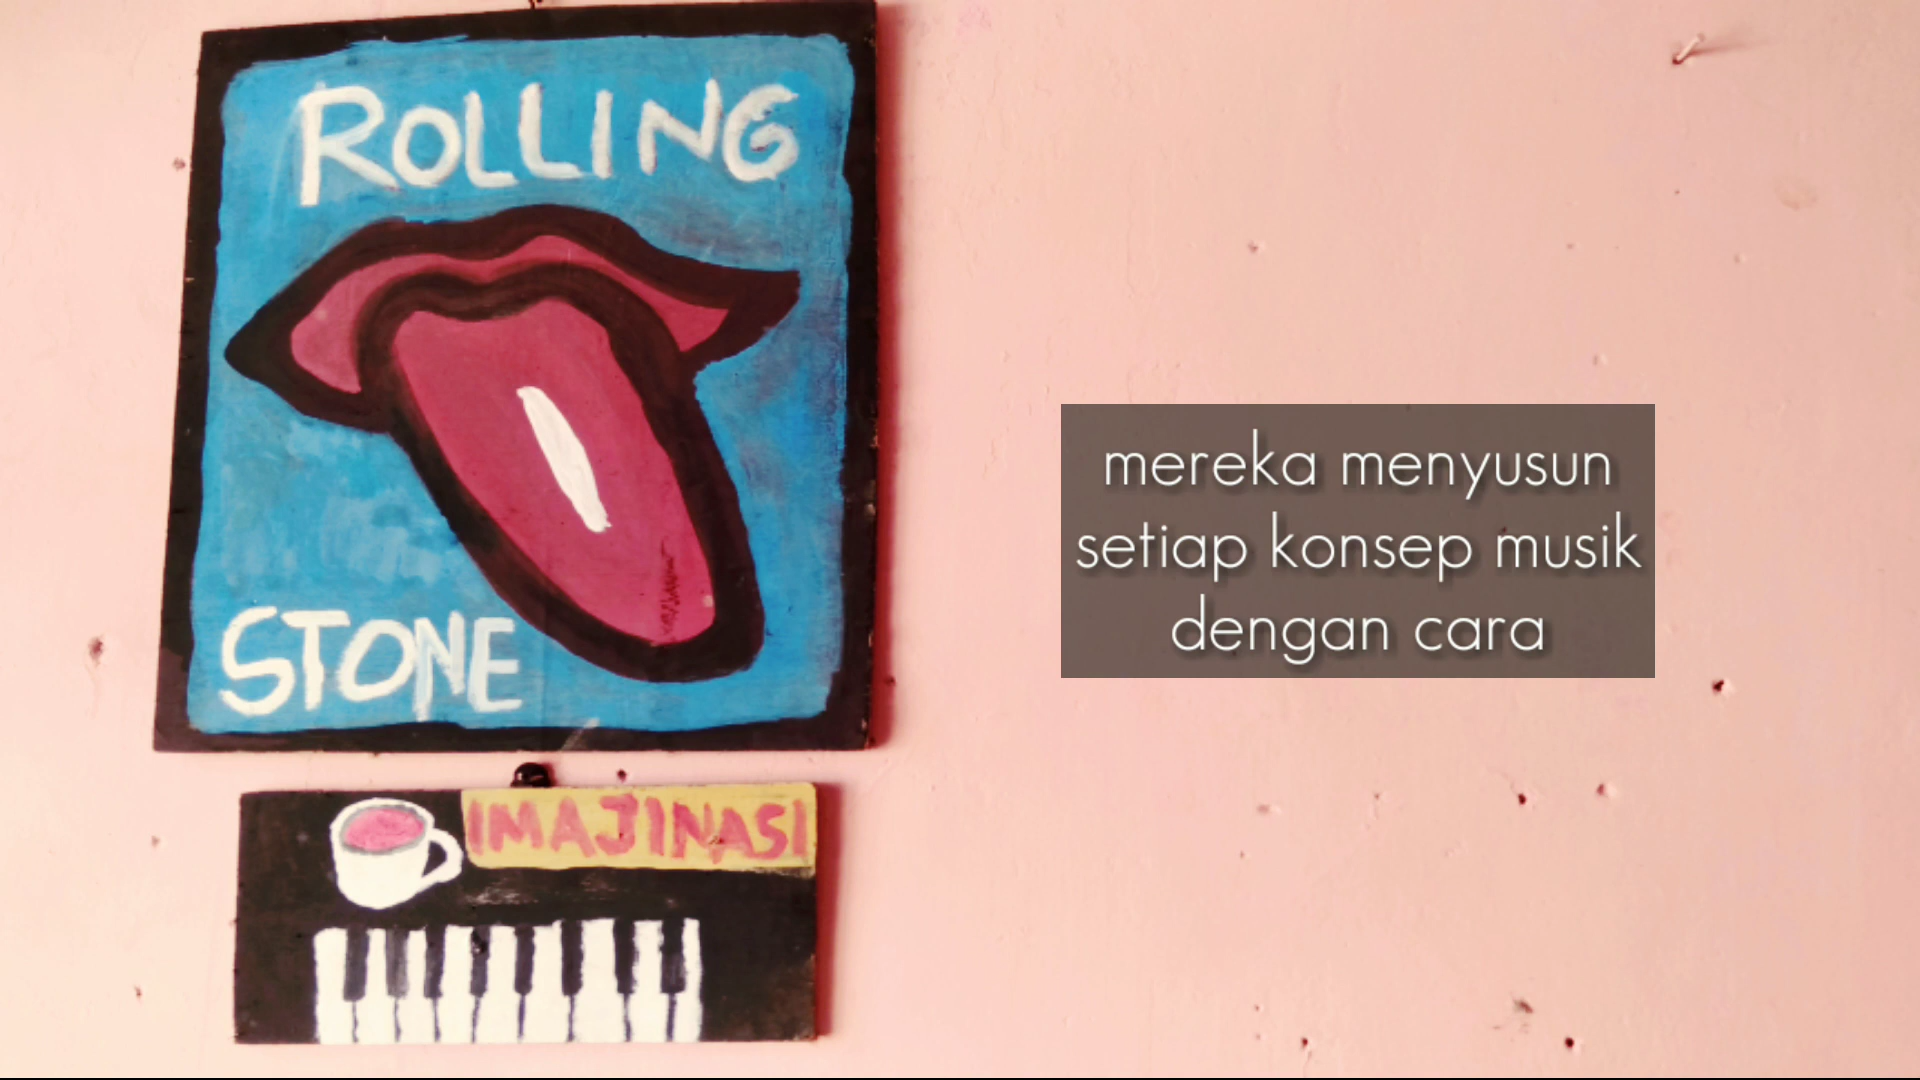 ROLLING
STONE
IMAJINASI
mereka menyusun
setiap konsep musik
dengan cara